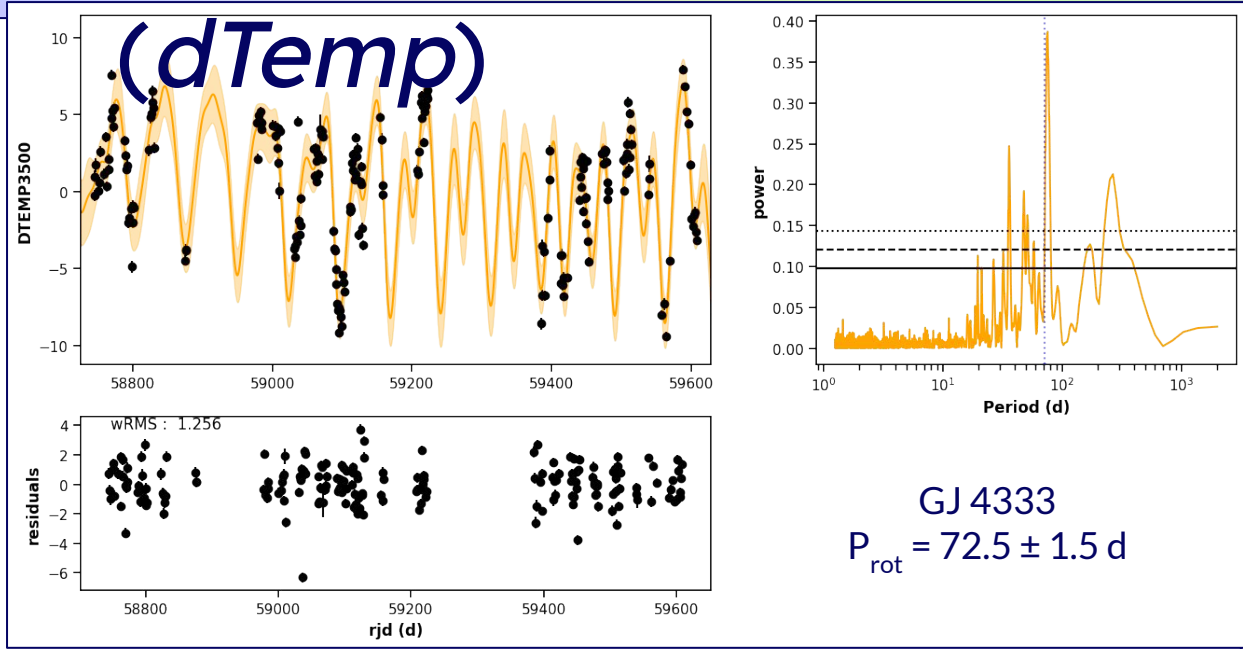 (dTemp)
DTEMP3500
10
5
0
−5
−10
58800 59000 59200 59400 59600
wRMS : 1.256
residuals
4
2
0
−2
−4
−6
58800 59000 59200 59400 59600
rjd (d)
power
0.40
0.35
0.30
0.25
0.20
0.15
0.10
0.05
0.00
10⁰ 10¹ 10² 10³
Period (d)
GJ 4333
Prot = 72.5 ± 1.5 d